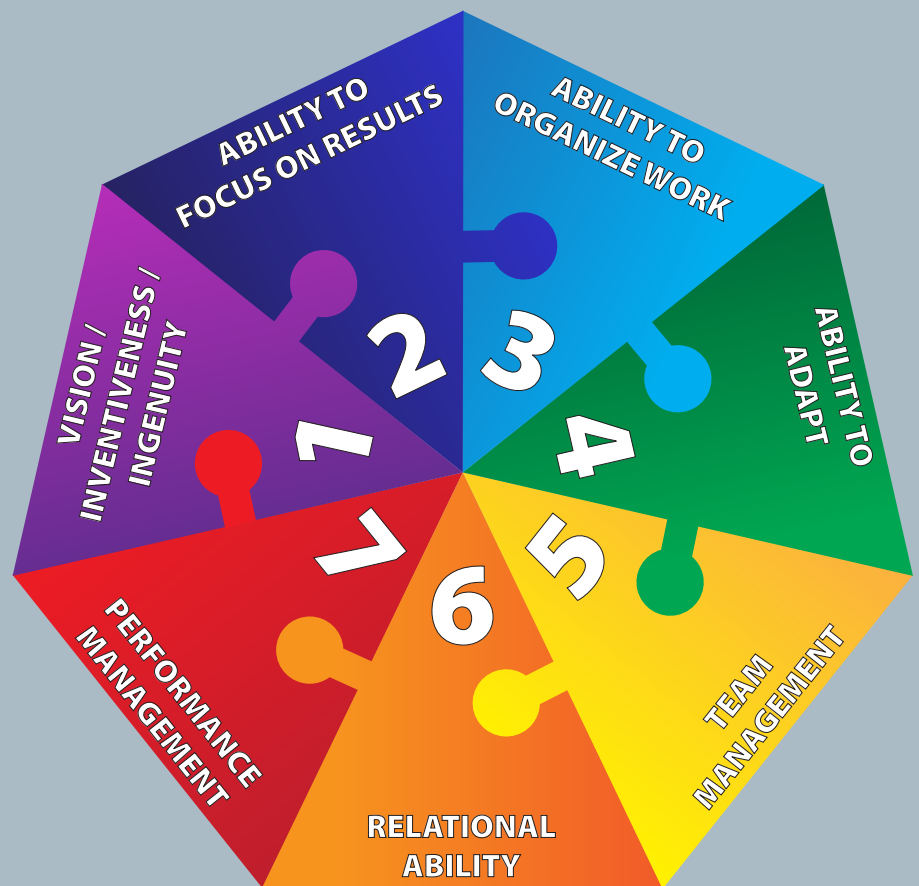 1
VISION /
INVENTIVENESS /
INGENUITY
2
ABILITY TO
FOCUS ON RESULTS
3
ABILITY TO
ORGANIZE WORK
4
ABILITY TO
ADAPT
5
TEAM
MANAGEMENT
6
RELATIONAL
ABILITY
7
PERFORMANCE
MANAGEMENT